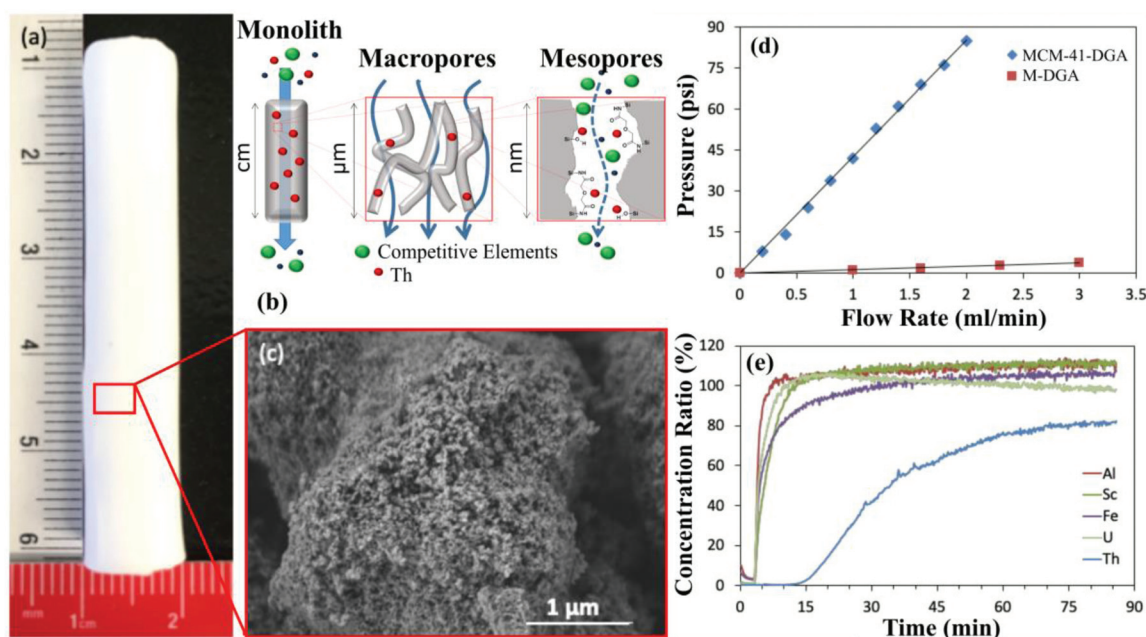 (a)
1
2
3
4
5
6
mm
1
cm
2
Monolith
Macropores
Mesopores
cm
µm
nm
Competitive Elements
Th
(b)
(c)
1 µm
(d)
Pressure (psi)
90
75
60
45
30
15
0
0
0.5
1
1.5
2
2.5
3
3.5
Flow Rate (ml/min)
MCM-41-DGA
M-DGA
(e)
Concentration Ratio (%)
120
100
80
60
40
20
0
0
15
30
45
60
75
90
Time (min)
Al
Sc
Fe
U
Th